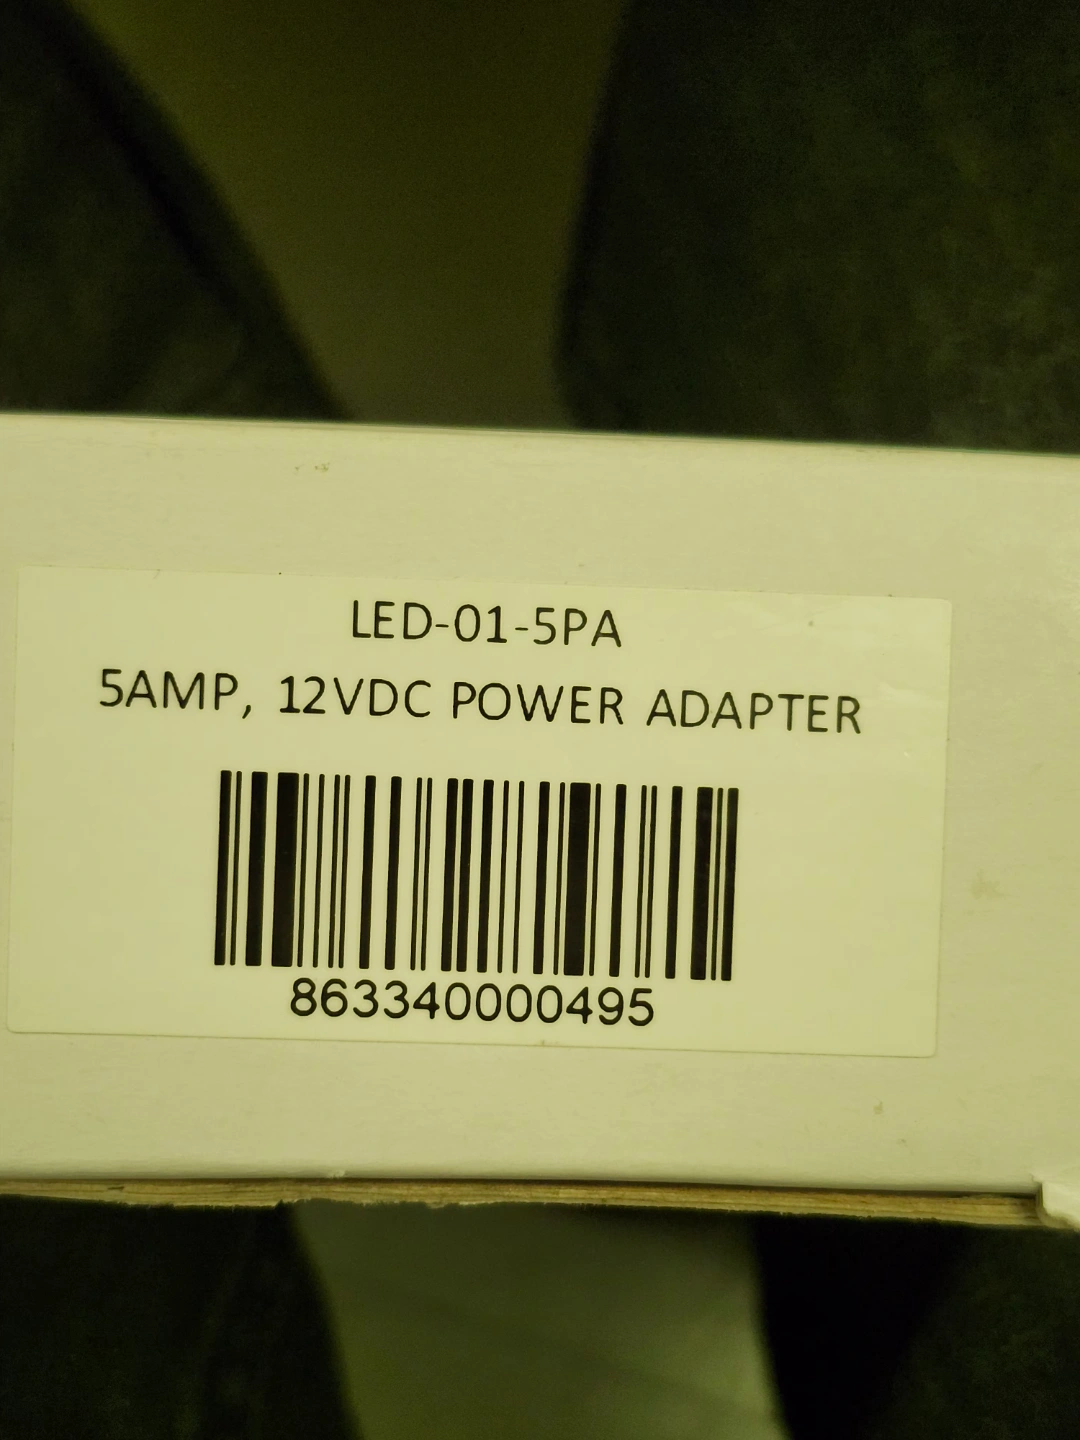 LED-01-5PA
5AMP, 12VDC POWER ADAPTER
863340000495